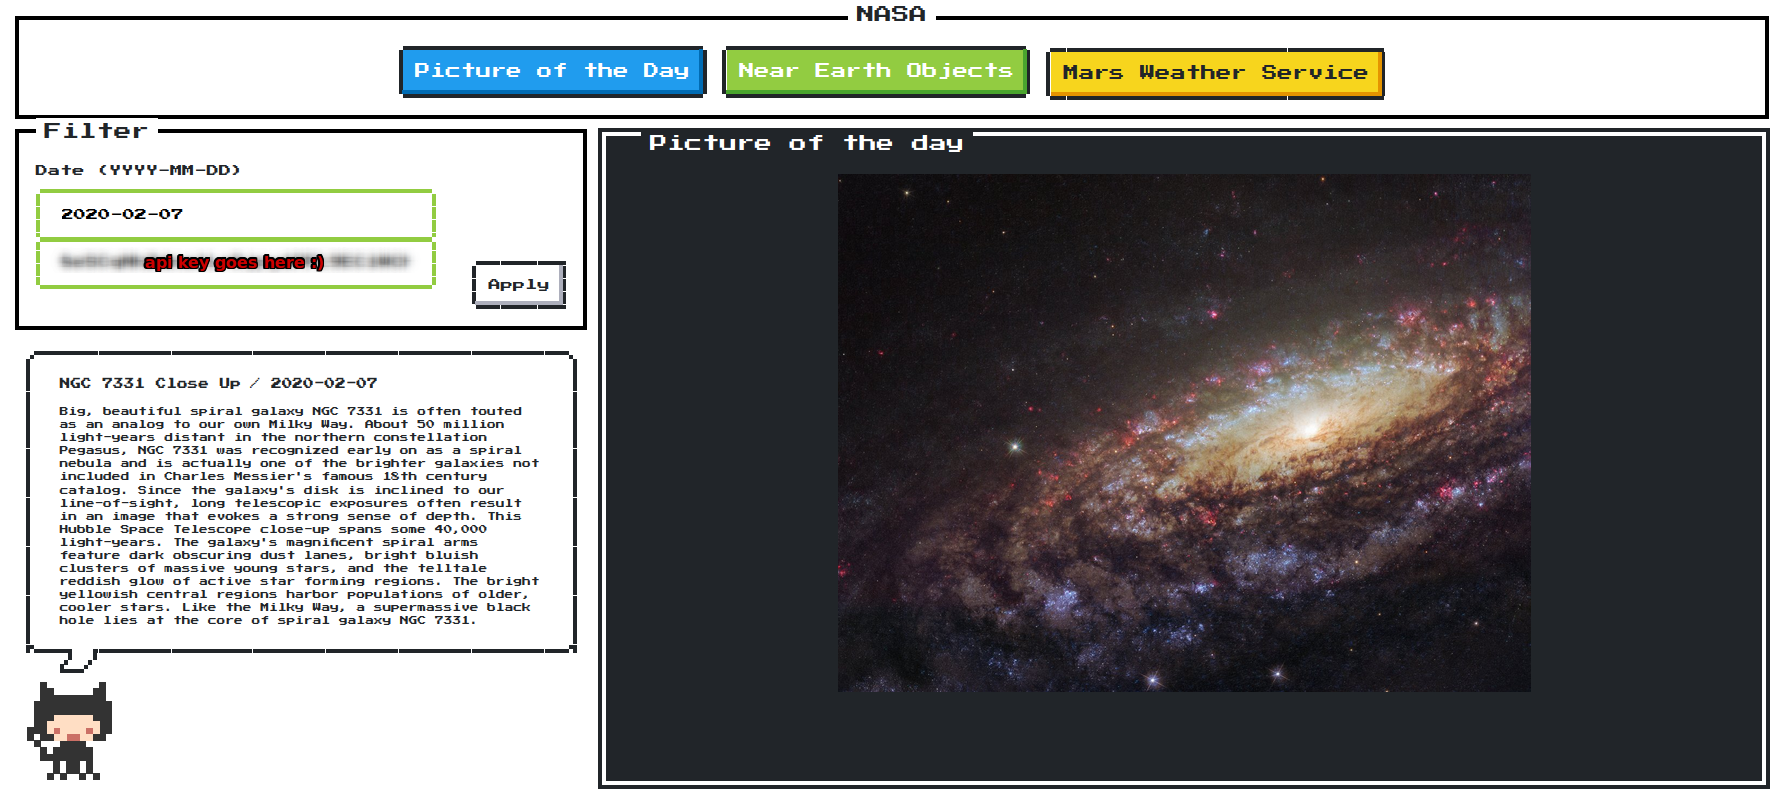 NASA
Picture of the Day
Near Earth Objects
Mars Weather Service
Filter
Date (YYYY-MM-DD)
2020-02-07
api key goes here :)
Apply
NGC 7331 Close Up / 2020-02-07
Big, beautiful spiral galaxy NGC 7331 is often touted
as an analog to our own Milky Way. About 50 million
light-years distant in the northern constellation
Pegasus, NGC 7331 was recognized early on as a spiral
nebula and is actually one of the brighter galaxies not
included in Charles Messier's famous 18th century
catalog. Since the galaxy's disk is inclined to our
line-of-sight, long telescopic exposures often result
in an image that evokes a strong sense of depth. This
Hubble Space Telescope close-up spans some 40,000
light-years. The galaxy's magnificent spiral arms
feature dark obscuring dust lanes, bright bluish
clusters of massive young stars, and the telltale
reddish glow of active star forming regions. The bright
yellowish central regions harbor populations of older,
cooler stars. Like the Milky Way, a supermassive black
hole lies at the core of spiral galaxy NGC 7331.
Picture of the day